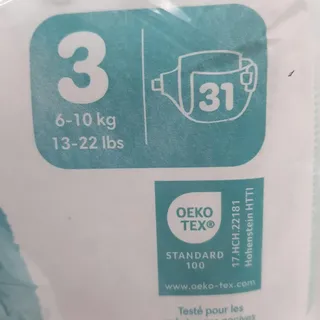 3
31
6-10 kg
13-22 lbs
OEKO
TEX®
STANDARD
100
17.HCH.22181
Hohenstein HTTI
www.oeko-tex.com
Testé pour les